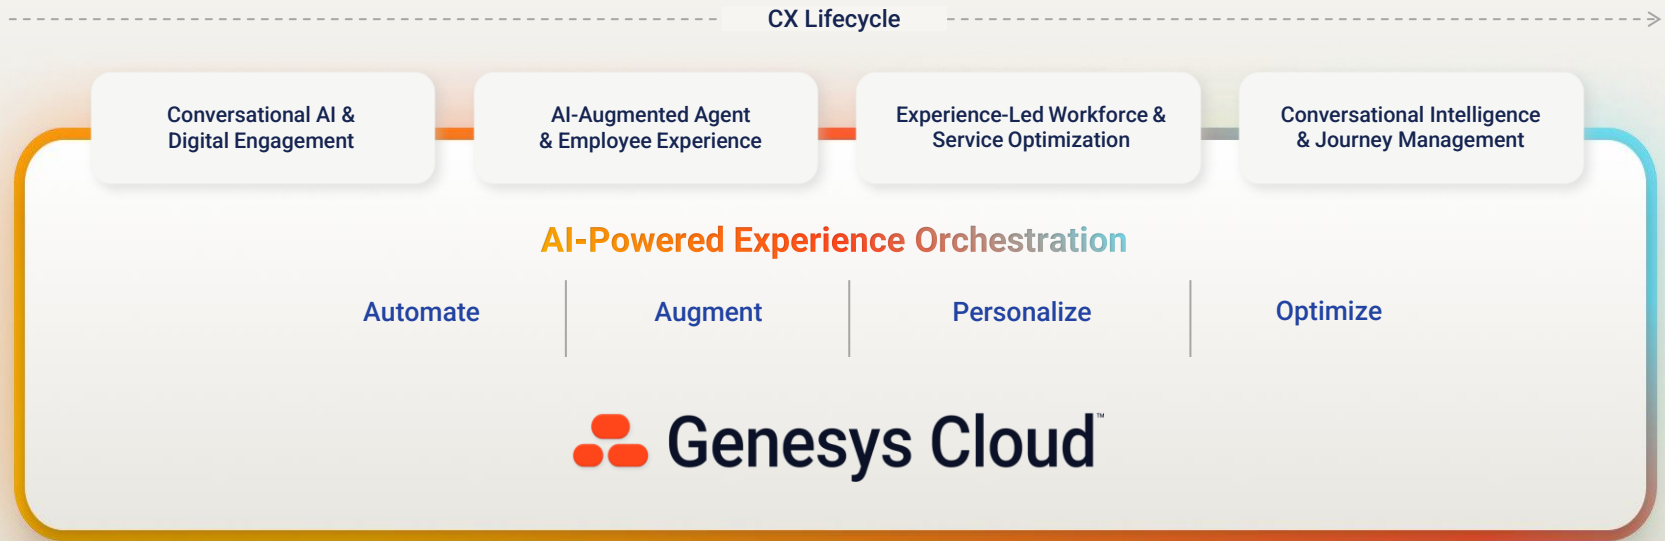 CX Lifecycle
Conversational AI &
Digital Engagement
AI-Augmented Agent
& Employee Experience
Experience-Led Workforce &
Service Optimization
Conversational Intelligence
& Journey Management
AI-Powered Experience Orchestration
Automate
Augment
Personalize
Optimize
Genesys Cloud™